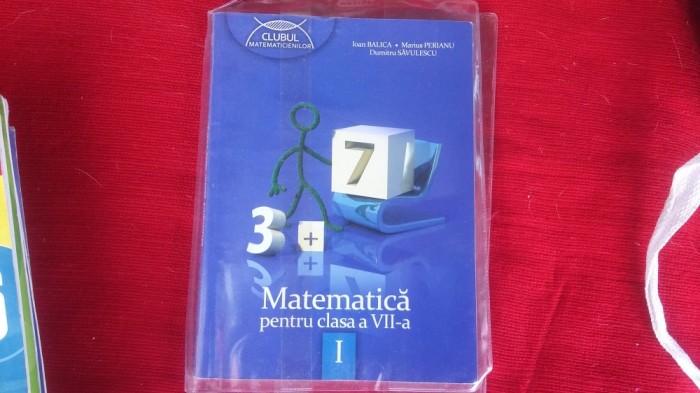 CLUBUL
MATEMATICIENILOR
Ioan BALICA • Marius PERIANU
Dumitru SĂVULESCU
7
3 +
Matematică
pentru clasa a VII-a
I